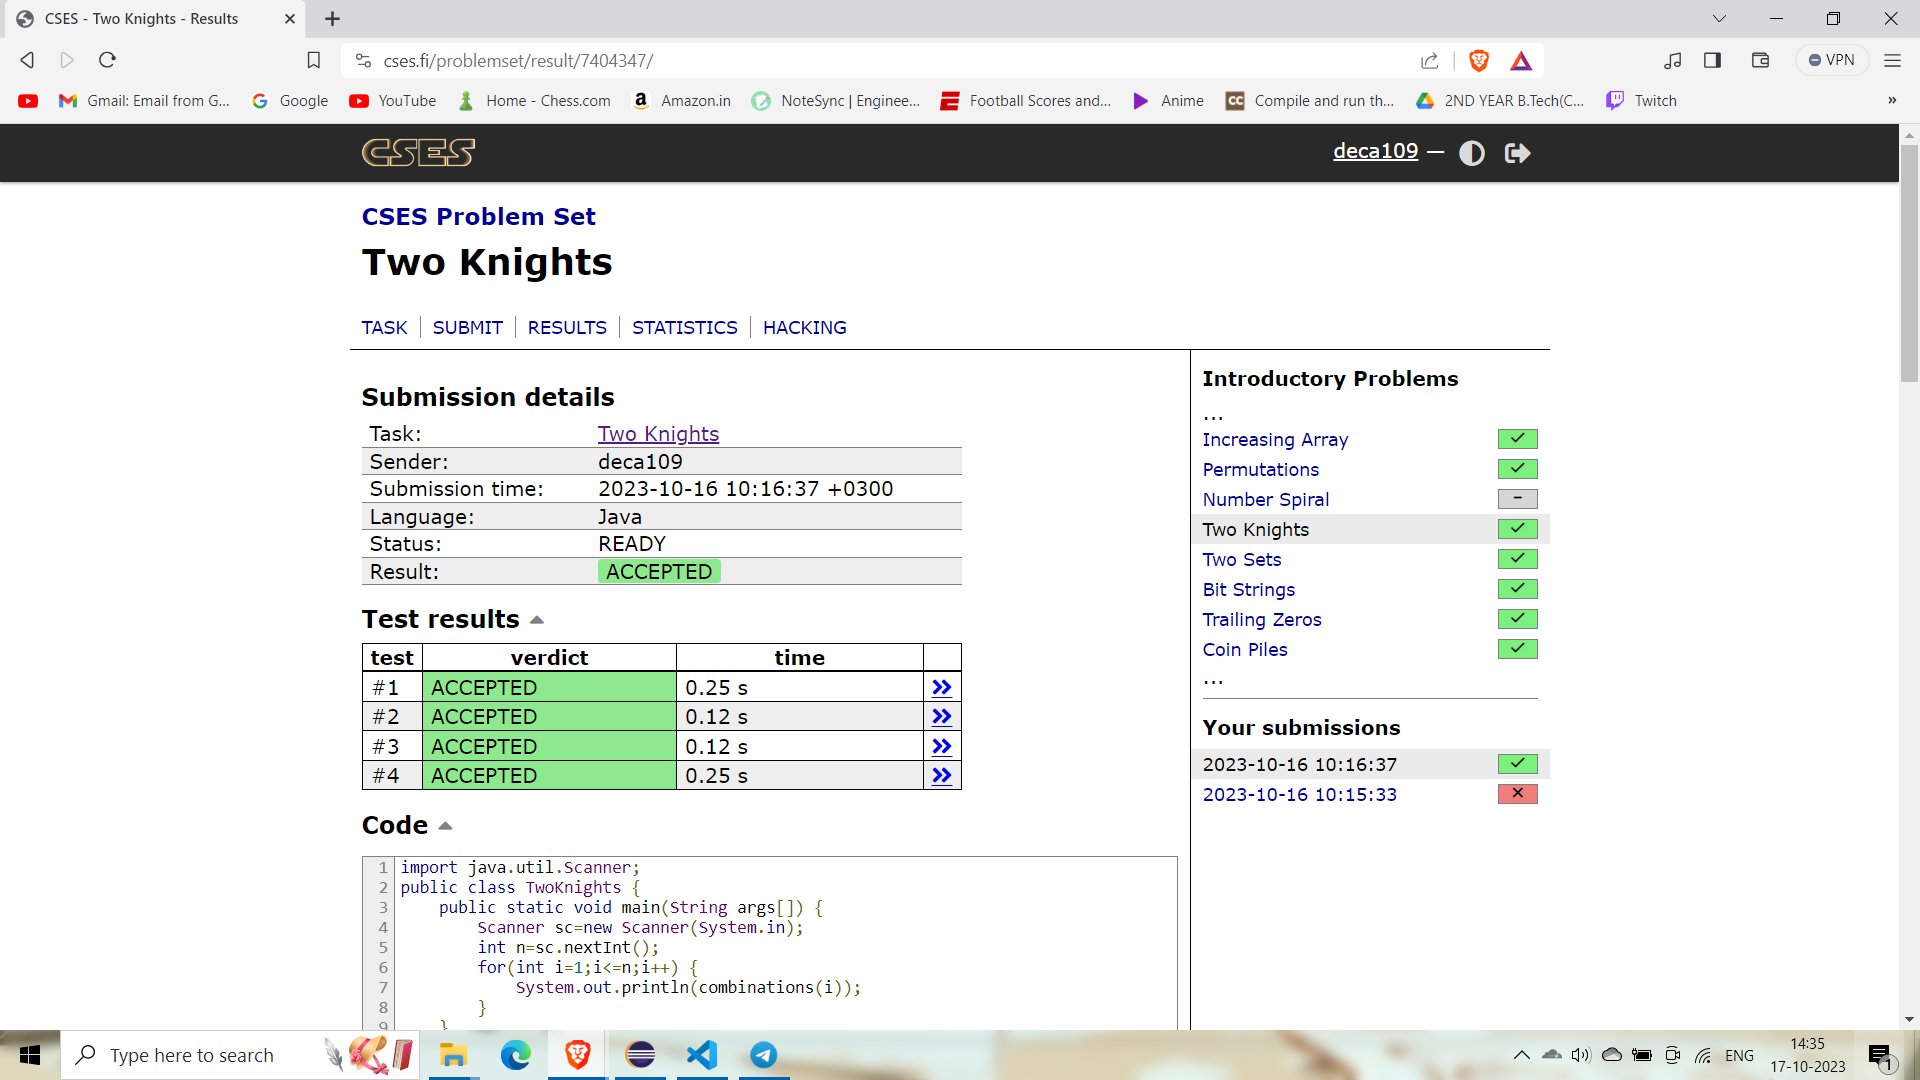 CSES - Two Knights - Results
cses.fi/problemset/result/7404347/
VPN
Gmail: Email from G...
Google
YouTube
Home - Chess.com
Amazon.in
NoteSync | Enginee...
Football Scores and...
Anime
Compile and run th...
2ND YEAR B.Tech(C...
Twitch
»
CSES
deca109 —
CSES Problem Set
Two Knights
TASK
SUBMIT
RESULTS
STATISTICS
HACKING
Submission details
Task: Two Knights
Sender: deca109
Submission time: 2023-10-16 10:16:37 +0300
Language: Java
Status: READY
Result: ACCEPTED
Test results
test verdict time
#1 ACCEPTED 0.25 s
#2 ACCEPTED 0.12 s
#3 ACCEPTED 0.12 s
#4 ACCEPTED 0.25 s
Code
1 import java.util.Scanner;
2 public class TwoKnights {
3 public static void main(String args[]) {
4 Scanner sc=new Scanner(System.in);
5 int n=sc.nextInt();
6 for(int i=1;i<=n;i++) {
7 System.out.println(combinations(i));
8 }
9 }
Introductory Problems
...
Increasing Array
Permutations
Number Spiral
Two Knights
Two Sets
Bit Strings
Trailing Zeros
Coin Piles
...
Your submissions
2023-10-16 10:16:37
2023-10-16 10:15:33
Type here to search
ENG
14:35
17-10-2023
1